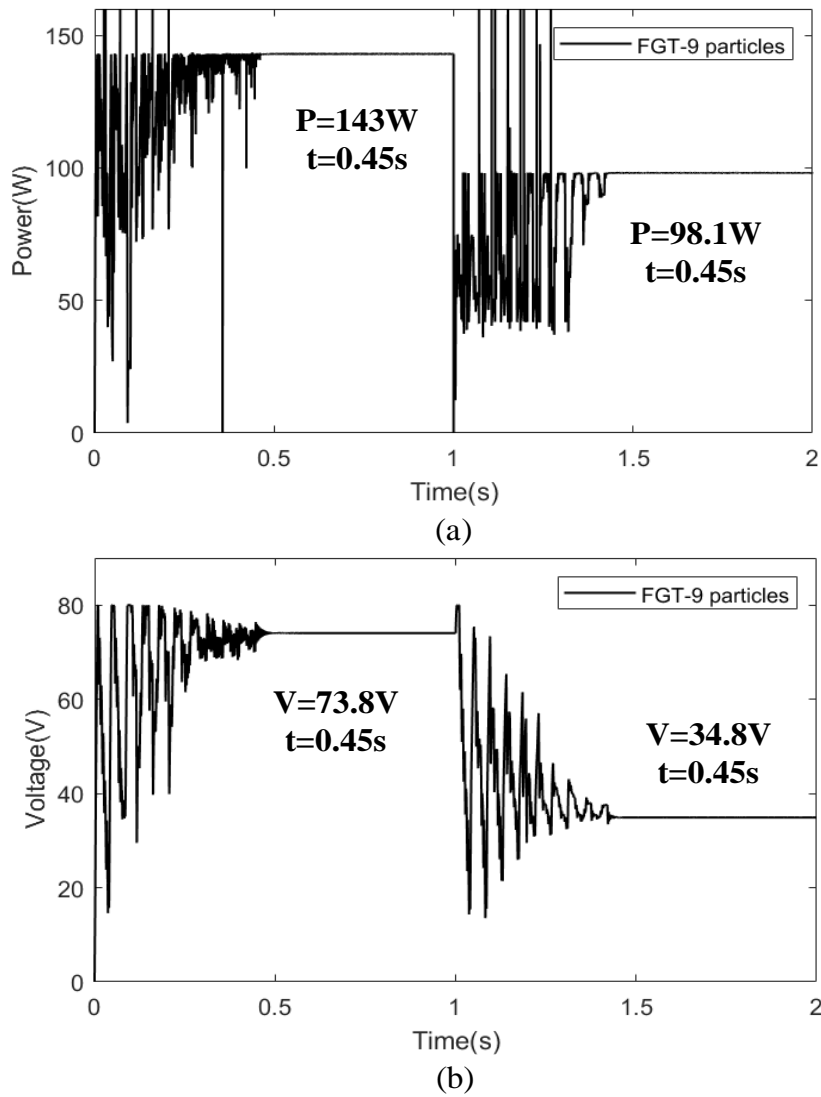 150
FGT-9 particles
P=143W
t=0.45s
100
P=98.1W
t=0.45s
Power(W)
50
0
0 0.5 1 1.5 2
Time(s)
(a)
80
FGT-9 particles
60
V=73.8V
t=0.45s
V=34.8V
t=0.45s
Voltage(V)
40
20
0
0 0.5 1 1.5 2
Time(s)
(b)